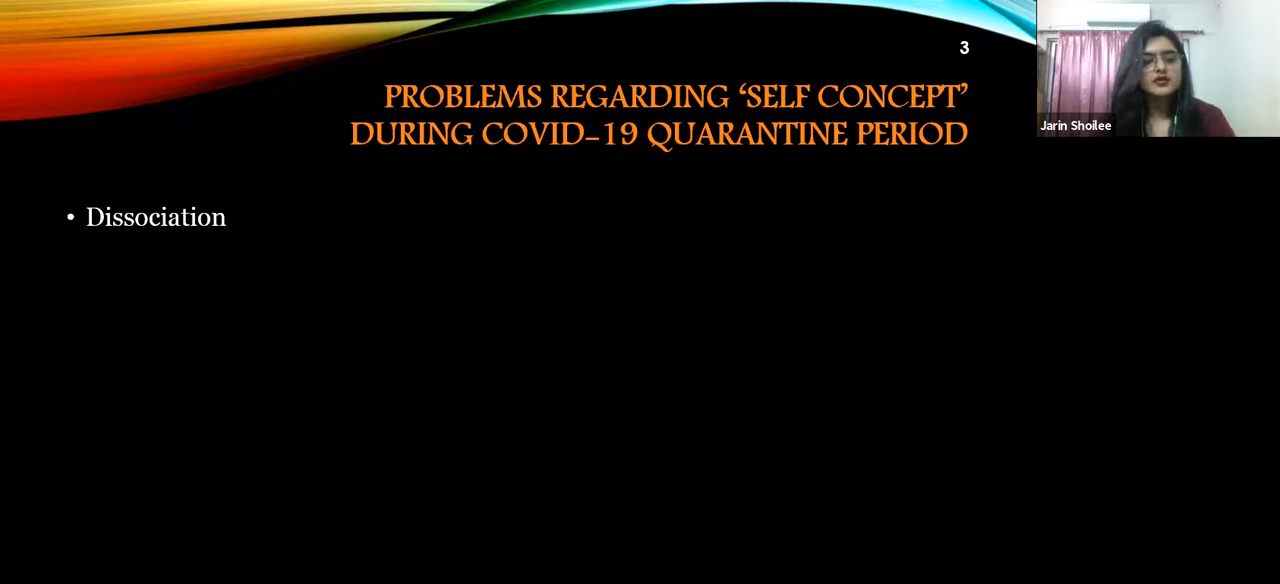 3
PROBLEMS REGARDING ‘SELF CONCEPT’
DURING COVID–19 QUARANTINE PERIOD
• Dissociation
Jarin Shoilee